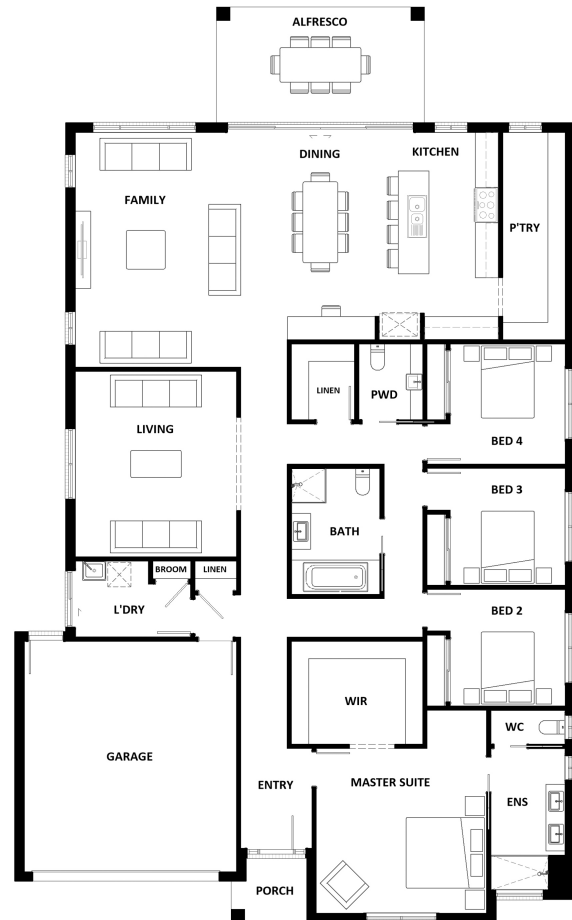 ALFRESCO
DINING
KITCHEN
FAMILY
P'TRY
LINEN
PWD
LIVING
BED 4
BED 3
BATH
BROOM
LINEN
L'DRY
BED 2
WIR
WC
GARAGE
ENTRY
MASTER SUITE
ENS
PORCH